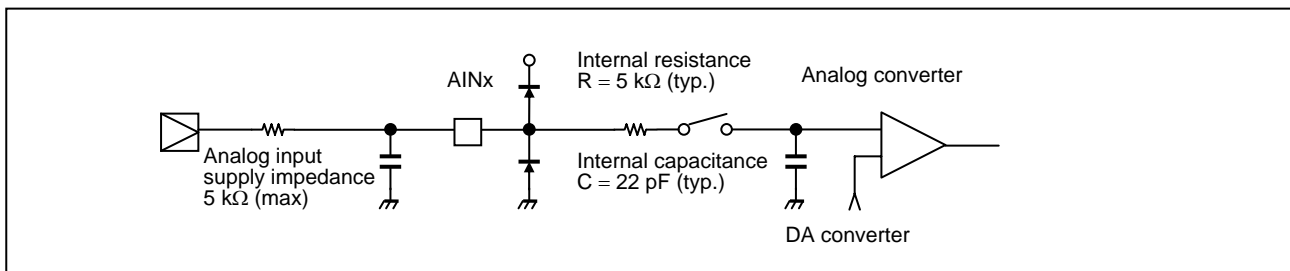 AINx
Internal resistance
R = 5 kΩ (typ.)
Analog converter
Analog input
supply impedance
5 kΩ (max)
Internal capacitance
C = 22 pF (typ.)
DA converter